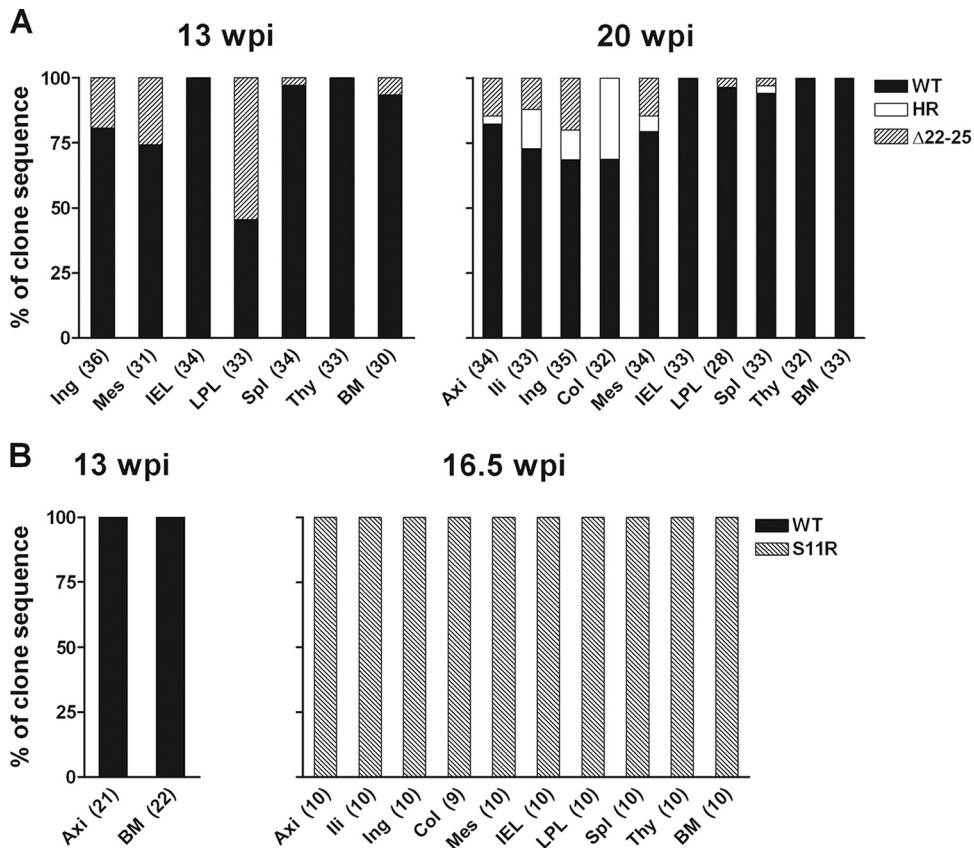 A
13 wpi
20 wpi
% of clone sequence
100
75
50
25
0
Ing (36)
Mes (31)
IEL (34)
LPL (33)
Spl (34)
Thy (33)
BM (30)
Axi (34)
Ili (33)
Ing (35)
Col (32)
Mes (34)
IEL (33)
LPL (28)
Spl (33)
Thy (32)
BM (33)
WT
HR
Δ22-25
B
13 wpi
16.5 wpi
% of clone sequence
100
75
50
25
0
Axi (21)
BM (22)
Axi (10)
Ili (10)
Ing (10)
Col (9)
Mes (10)
IEL (10)
LPL (10)
Spl (10)
Thy (10)
BM (10)
WT
S11R